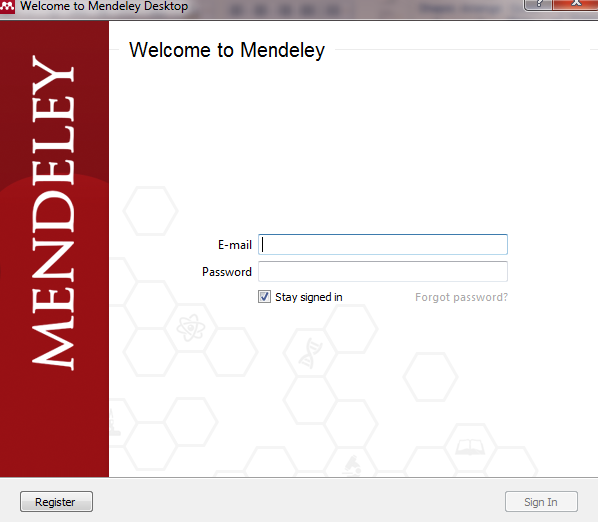 Welcome to Mendeley Desktop
Welcome to Mendeley
MENDELEY
E-mail
Password
Stay signed in
Forgot password?
Register
Sign In